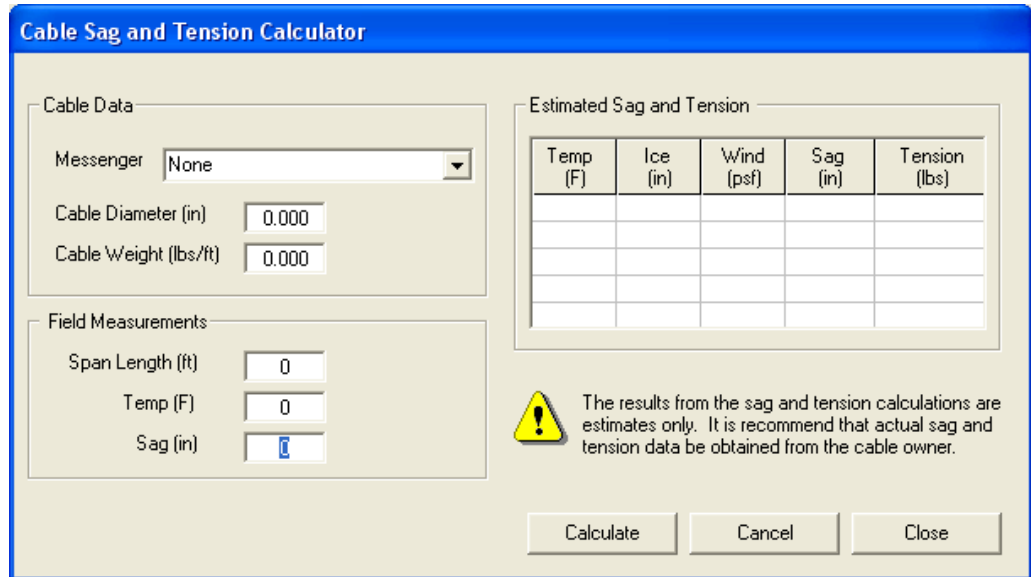 Cable Sag and Tension Calculator
Cable Data
Messenger None
Cable Diameter (in) 0.000
Cable Weight (lbs/ft) 0.000
Field Measurements
Span Length (ft) 0
Temp (F) 0
Sag (in) 0
Estimated Sag and Tension
Temp Ice Wind Sag Tension
(F) (in) (psf) (in) (lbs)
The results from the sag and tension calculations are
estimates only. It is recommend that actual sag and
tension data be obtained from the cable owner.
Calculate Cancel Close